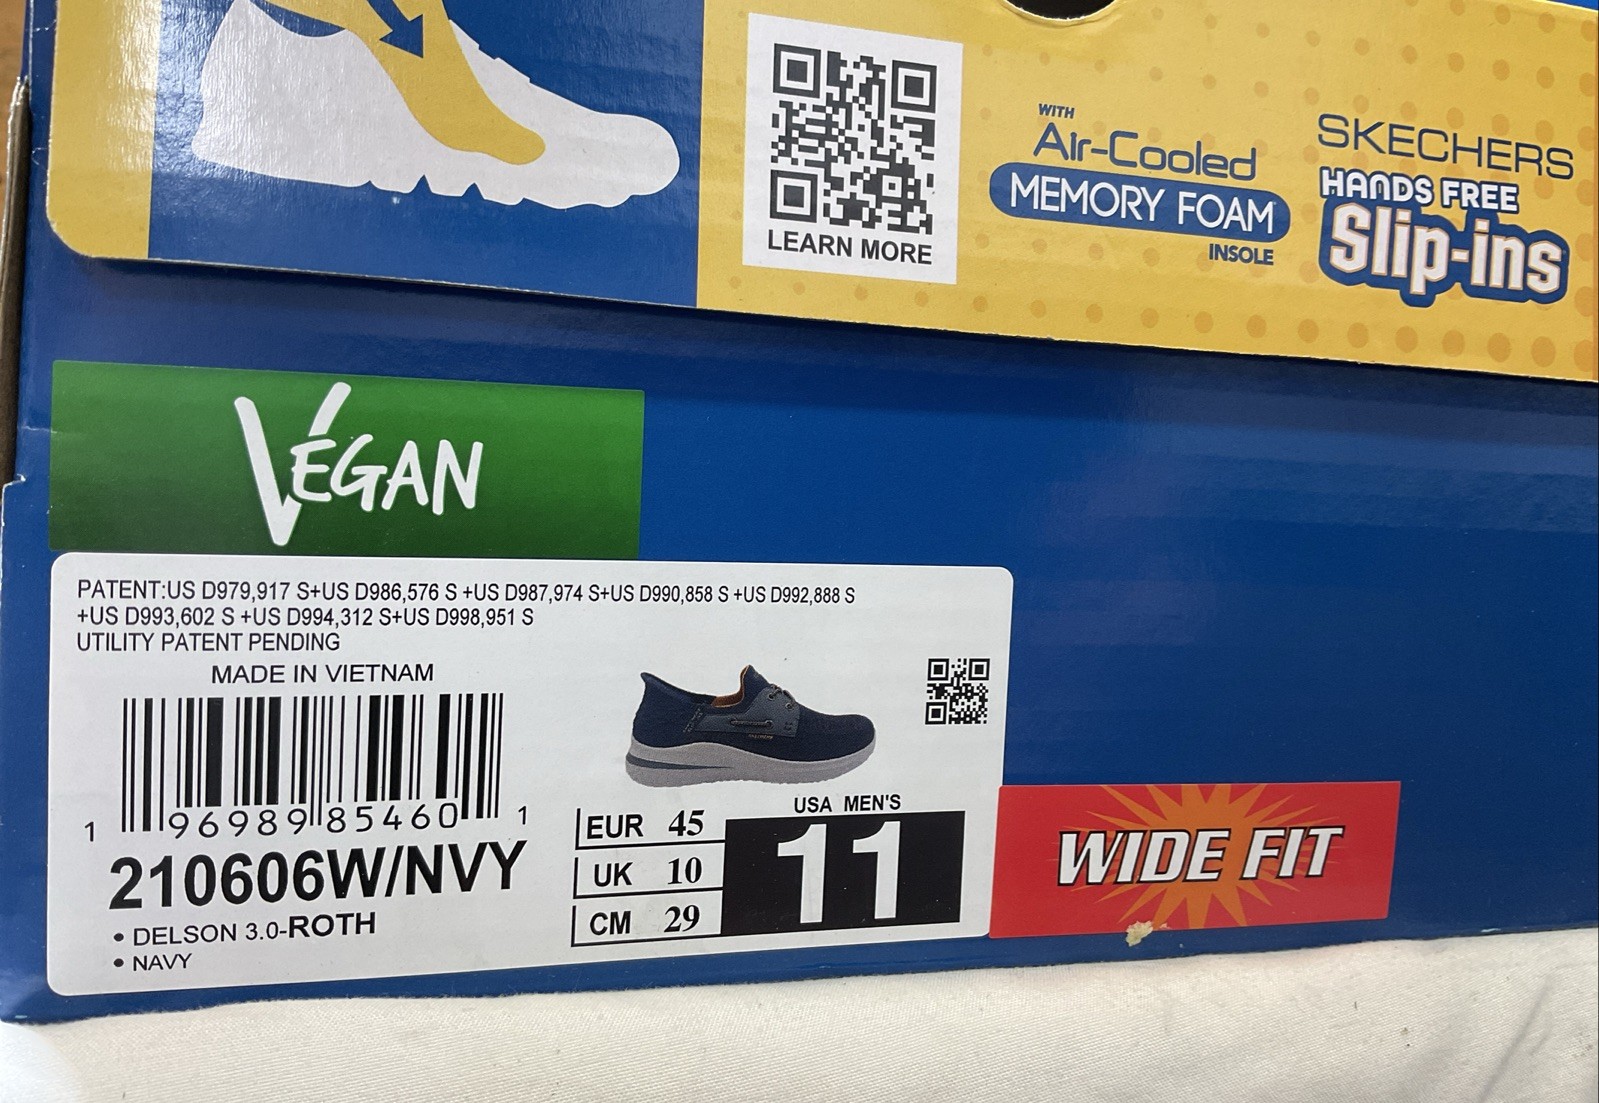 WITH
Air-Cooled
MEMORY FOAM
INSOLE
SKECHERS
HANDS FREE
Slip-ins
LEARN MORE
VEGAN
PATENT:US D979,917 S+US D986,576 S +US D987,974 S+US D990,858 S +US D992,888 S
+US D993,602 S +US D994,312 S+US D998,951 S
UTILITY PATENT PENDING
MADE IN VIETNAM
1 96989 85460 1
210606W/NVY
• DELSON 3.0-ROTH
• NAVY
EUR 45
UK 10
CM 29
USA MEN'S
11
WIDE FIT